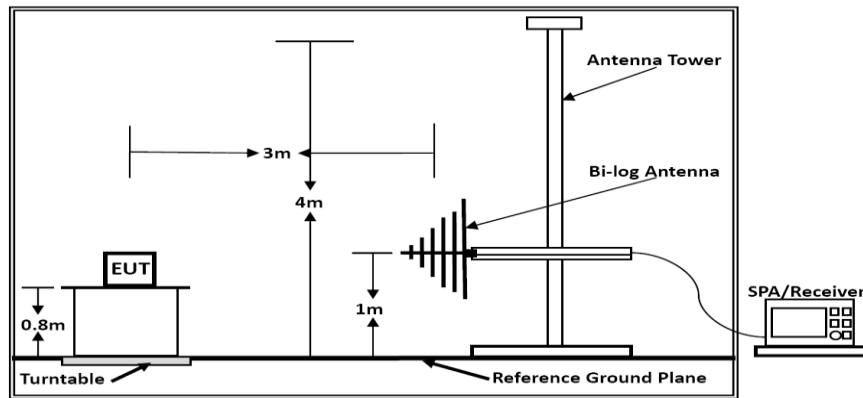 Antenna Tower
3m
Bi-log Antenna
4m
EUT
1m
0.8m
SPA/Receiver
Turntable
Reference Ground Plane